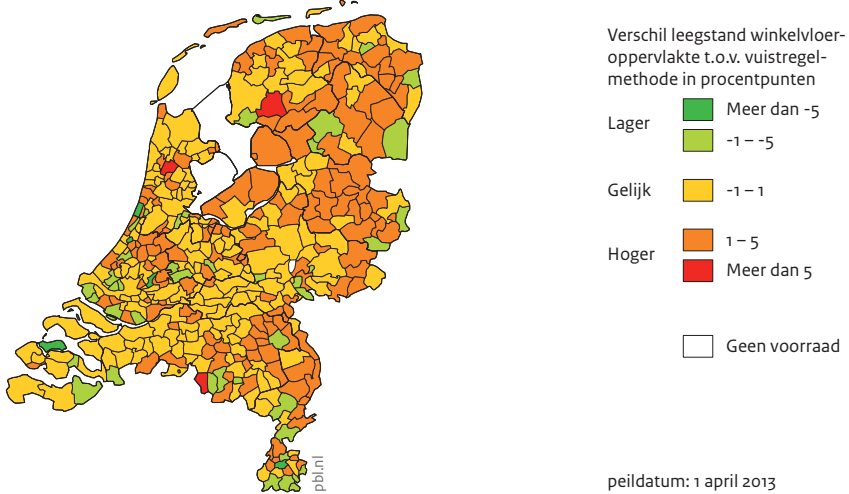 Verschil leegstand winkelvloer-
oppervlakte t.o.v. vuistregel-
methode in procentpunten
Lager
Meer dan -5
-1 – -5
Gelijk
-1 – 1
Hoger
1 – 5
Meer dan 5
Geen voorraad
pbl.nl
peildatum: 1 april 2013